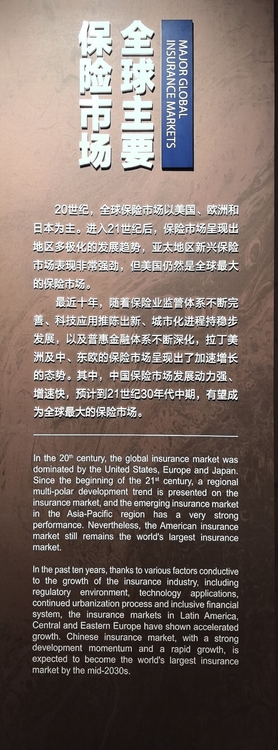 全球主要
保险市场
MAJOR GLOBAL
INSURANCE MARKETS
20世纪，全球保险市场以美国、欧洲和
日本为主。进入21世纪后，保险市场呈现出
地区多极化的发展趋势，亚太地区新兴保险
市场表现非常强劲，但美国仍然是全球最大
的保险市场。
最近十年，随着保险业监管体系不断完
善、科技应用推陈出新、城市化进程持稳步
发展，以及普惠金融体系不断深化，拉丁美
洲及中、东欧的保险市场呈现出了加速增长
的态势。其中，中国保险市场发展动力强、
增速快，预计到21世纪30年代中期，有望成
为全球最大的保险市场。
In the 20th century, the global insurance market was
dominated by the United States, Europe and Japan.
Since the beginning of the 21st century, a regional
multi-polar development trend is presented on the
insurance market, and the emerging insurance market
in the Asia-Pacific region has a very strong
performance. Nevertheless, the American insurance
market still remains the world's largest insurance
market.
In the past ten years, thanks to various factors conductive
to the growth of the insurance industry, including
regulatory environment, technology applications,
continued urbanization process and inclusive financial
system, the insurance markets in Latin America,
Central and Eastern Europe have shown accelerated
growth. Chinese insurance market, with a strong
development momentum and a rapid growth, is
expected to become the world's largest insurance
market by the mid-2030s.